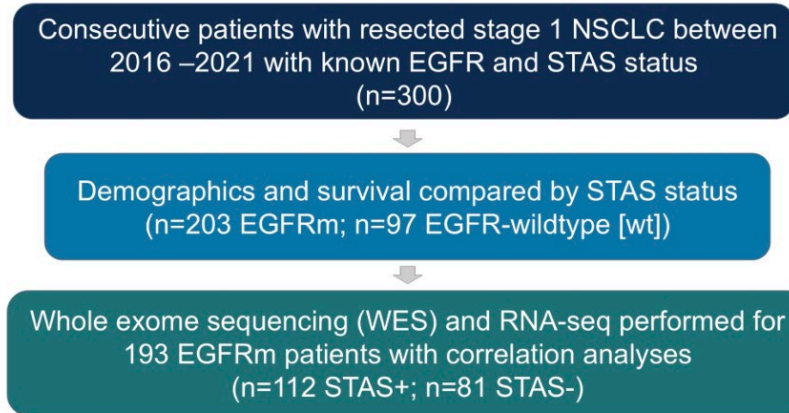 Consecutive patients with resected stage 1 NSCLC between
2016 –2021 with known EGFR and STAS status
(n=300)
Demographics and survival compared by STAS status
(n=203 EGFRm; n=97 EGFR-wildtype [wt])
Whole exome sequencing (WES) and RNA-seq performed for
193 EGFRm patients with correlation analyses
(n=112 STAS+; n=81 STAS-)